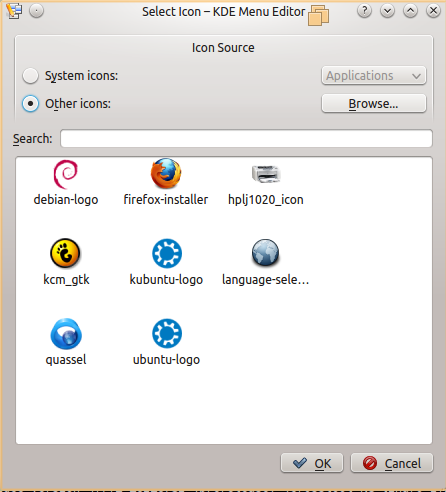 Select Icon – KDE Menu Editor
Icon Source
System icons: Applications
Other icons: Browse...
Search:
debian-logo firefox-installer hplj1020_icon
kcm_gtk kubuntu-logo language-sele...
quassel ubuntu-logo
OK Cancel